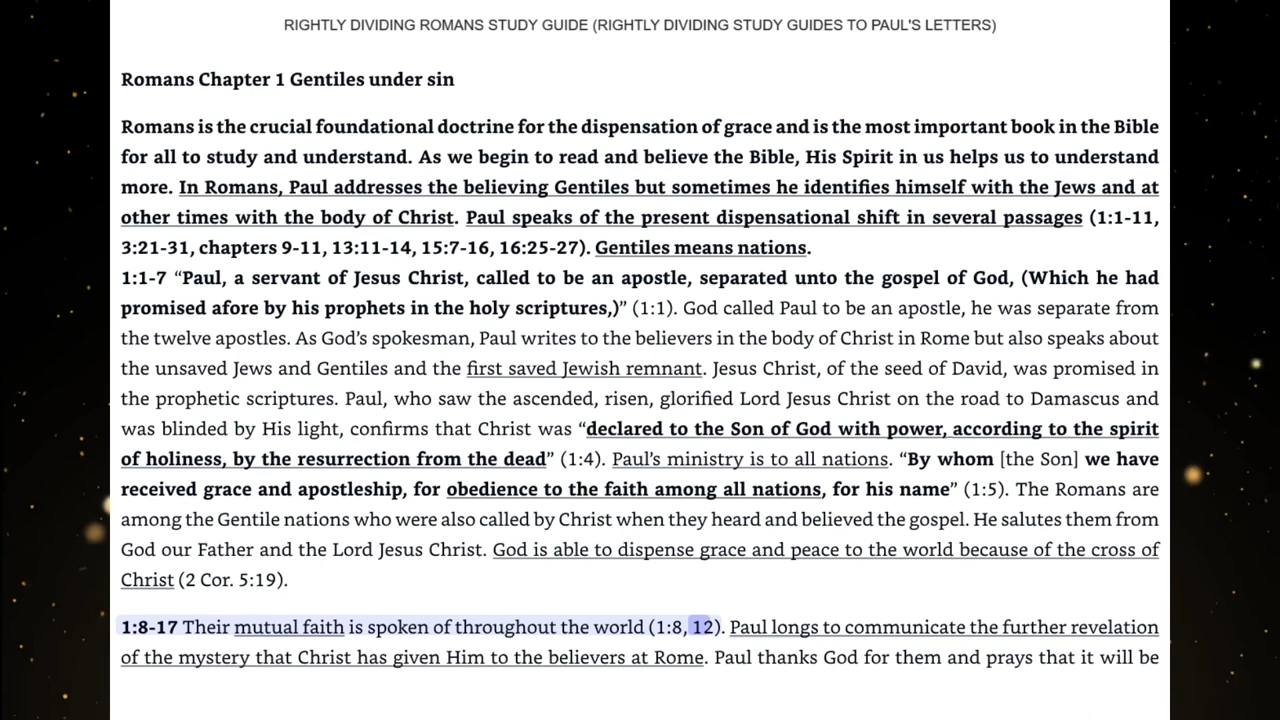 RIGHTLY DIVIDING ROMANS STUDY GUIDE (RIGHTLY DIVIDING STUDY GUIDES TO PAUL'S LETTERS)
Romans Chapter 1 Gentiles under sin
Romans is the crucial foundational doctrine for the dispensation of grace and is the most important book in the Bible
for all to study and understand. As we begin to read and believe the Bible, His Spirit in us helps us to understand
more. In Romans, Paul addresses the believing Gentiles but sometimes he identifies himself with the Jews and at
other times with the body of Christ. Paul speaks of the present dispensational shift in several passages (1:1-11,
3:21-31, chapters 9-11, 13:11-14, 15:7-16, 16:25-27). Gentiles means nations.
1:1-7 “Paul, a servant of Jesus Christ, called to be an apostle, separated unto the gospel of God, (Which he had
promised afore by his prophets in the holy scriptures,)” (1:1). God called Paul to be an apostle, he was separate from
the twelve apostles. As God’s spokesman, Paul writes to the believers in the body of Christ in Rome but also speaks about
the unsaved Jews and Gentiles and the first saved Jewish remnant. Jesus Christ, of the seed of David, was promised in
the prophetic scriptures. Paul, who saw the ascended, risen, glorified Lord Jesus Christ on the road to Damascus and
was blinded by His light, confirms that Christ was “declared to the Son of God with power, according to the spirit
of holiness, by the resurrection from the dead” (1:4). Paul’s ministry is to all nations. “By whom [the Son] we have
received grace and apostleship, for obedience to the faith among all nations, for his name” (1:5). The Romans are
among the Gentile nations who were also called by Christ when they heard and believed the gospel. He salutes them from
God our Father and the Lord Jesus Christ. God is able to dispense grace and peace to the world because of the cross of
Christ (2 Cor. 5:19).
1:8-17 Their mutual faith is spoken of throughout the world (1:8, 12). Paul longs to communicate the further revelation
of the mystery that Christ has given Him to the believers at Rome. Paul thanks God for them and prays that it will be